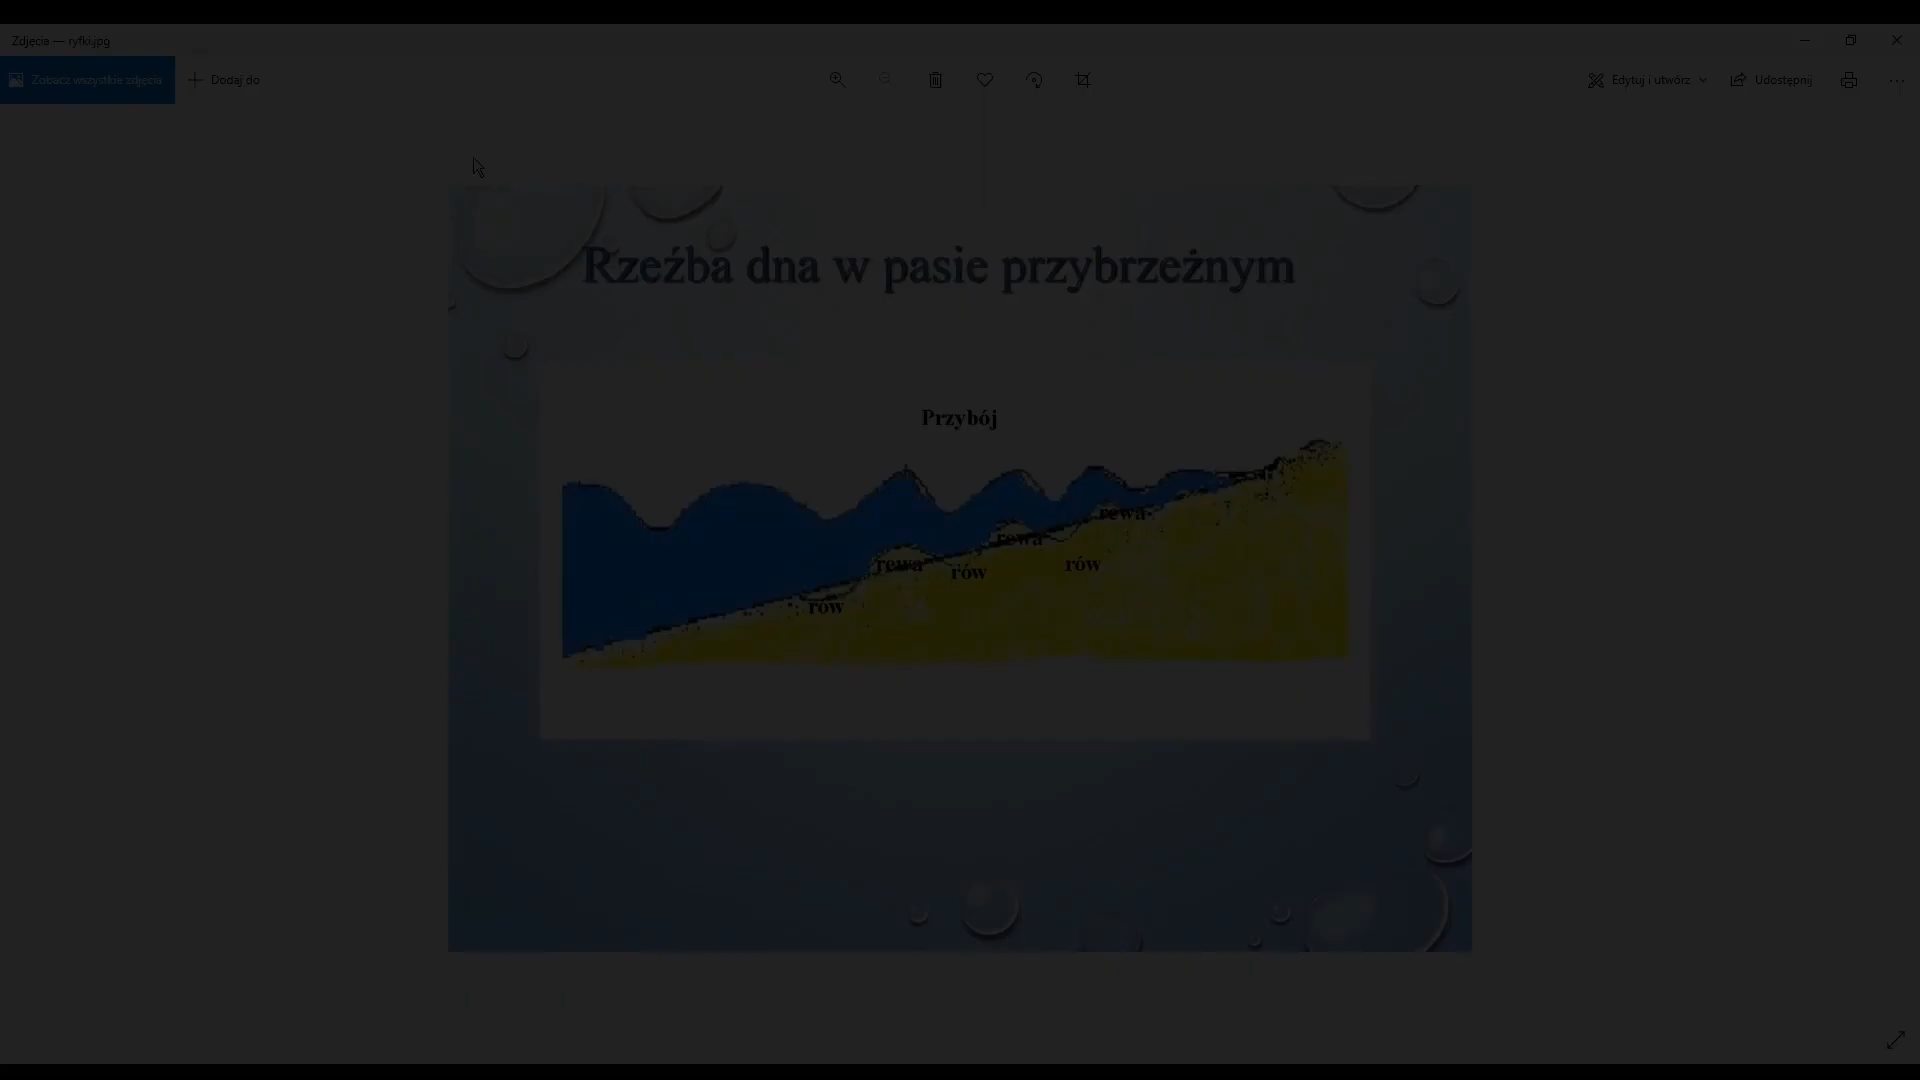 Zdjęcia — ryfki.jpg
Zobacz wszystkie zdjęcia
Dodaj do
Edytuj i utwórz
Udostępnij
Rzeźba dna w pasie przybrzeżnym
Przybój
rewa
rewa
rewa
rów
rów
rów